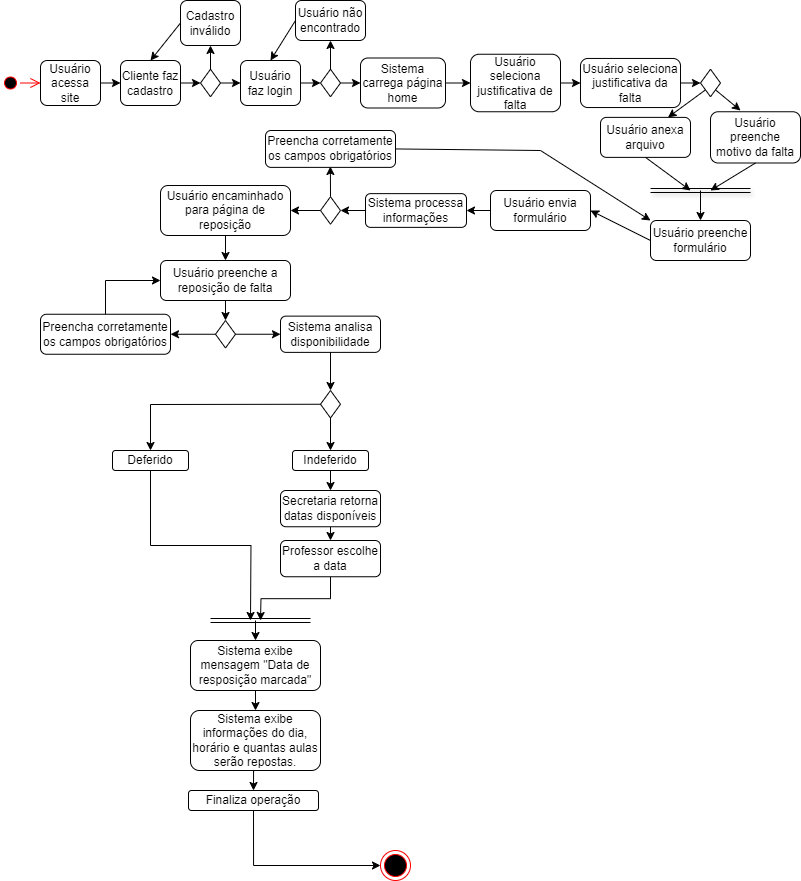 Usuário
acessa
site
Cliente faz
cadastro
Cadastro
inválido
Usuário
faz login
Usuário não
encontrado
Sistema
carrega página
home
Usuário
seleciona
justificativa de
falta
Usuário seleciona
justificativa da
falta
Usuário anexa
arquivo
Usuário
preenche
motivo da falta
Usuário preenche
formulário
Usuário envia
formulário
Sistema processa
informações
Preencha corretamente
os campos obrigatórios
Usuário encaminhado
para página de
reposição
Usuário preenche a
reposição de falta
Preencha corretamente
os campos obrigatórios
Sistema analisa
disponibilidade
Deferido
Indeferido
Secretaria retorna
datas disponíveis
Professor escolhe
a data
Sistema exibe
mensagem "Data de
resposição marcada"
Sistema exibe
informações do dia,
horário e quantas aulas
serão repostas.
Finaliza operação